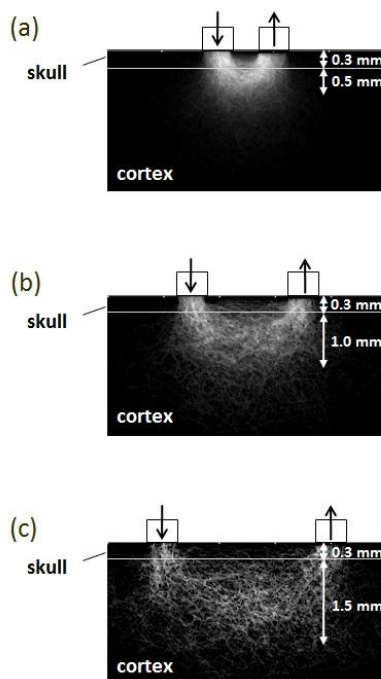 (a)
skull
0.3 mm
0.5 mm
cortex
(b)
skull
0.3 mm
1.0 mm
cortex
(c)
skull
0.3 mm
1.5 mm
cortex